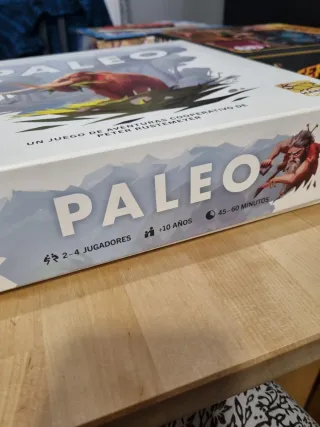 PALEO
UN JUEGO DE AVENTURAS COOPERATIVO DE
PETER RUSTEMEYER
PALEO
2-4 JUGADORES
+10 AÑOS
45-60 MINUTOS